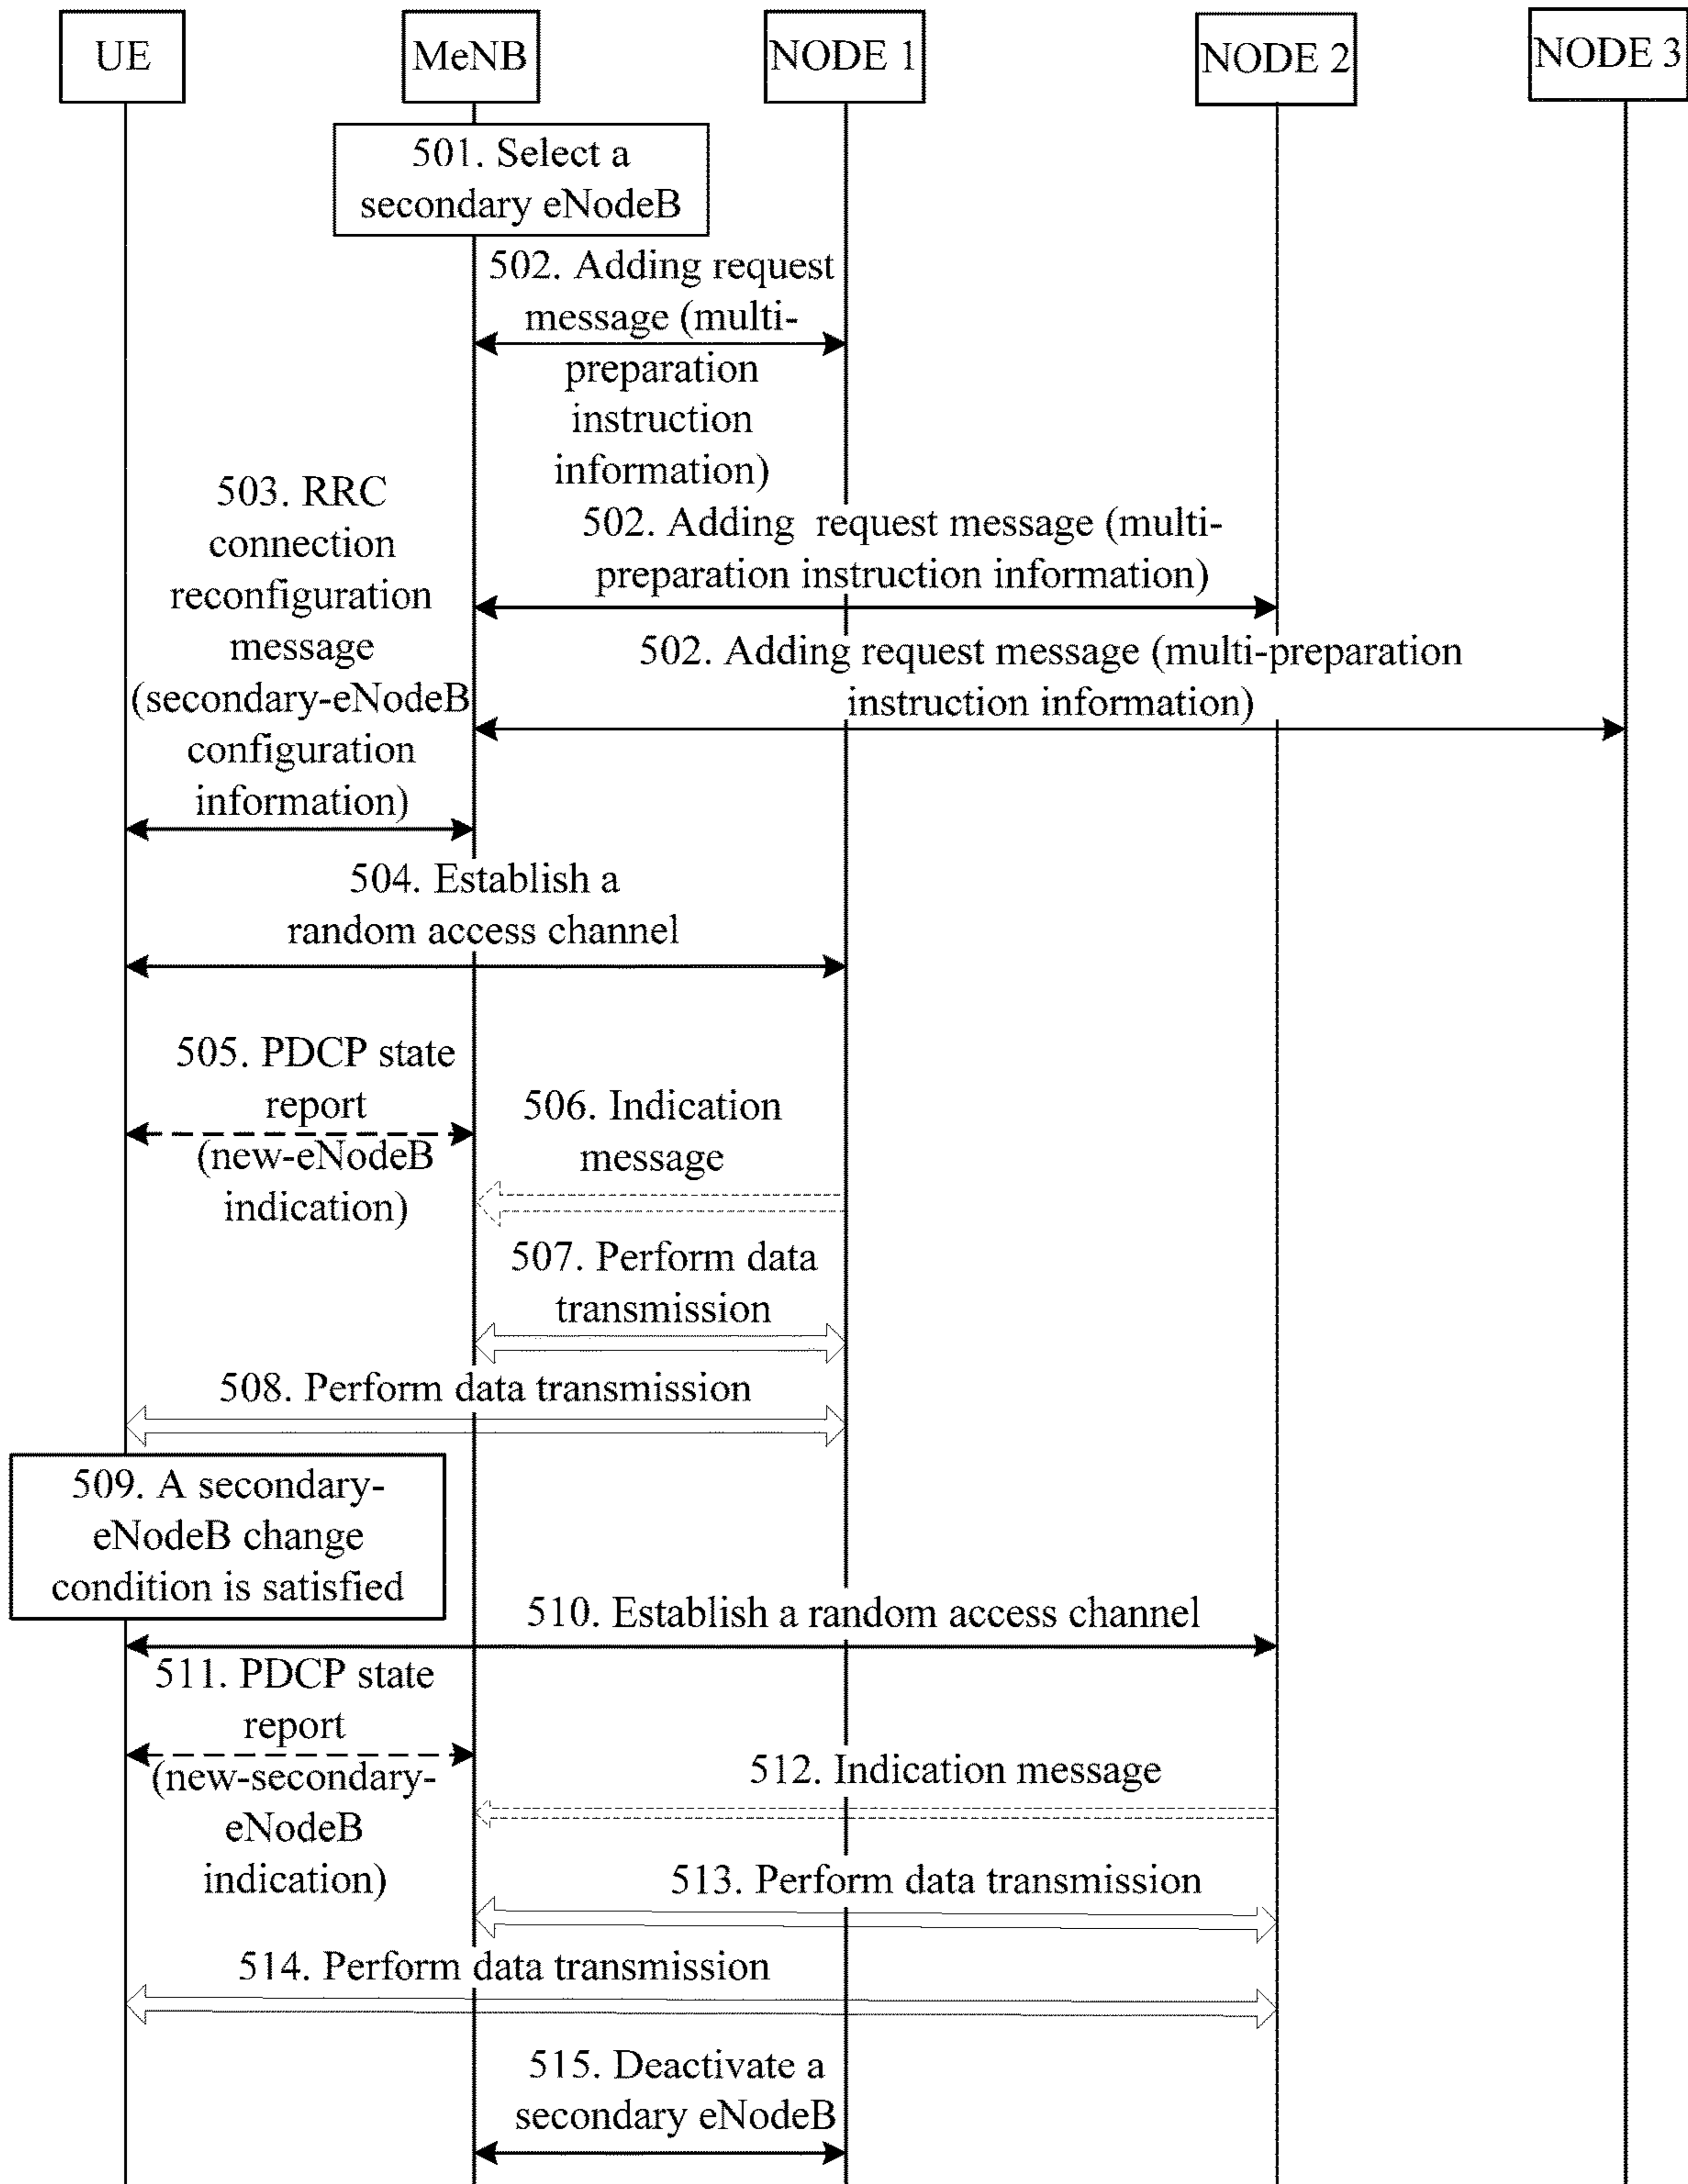 UE
MeNB
NODE 1
NODE 2
NODE 3
501. Select a
secondary eNodeB
502. Adding request
message (multi-
preparation
instruction
information)
503. RRC
connection
reconfiguration
message
(secondary-eNodeB
configuration
information)
502. Adding request message (multi-
preparation instruction information)
502. Adding request message (multi-preparation
instruction information)
504. Establish a
random access channel
505. PDCP state
report
(new-eNodeB
indication)
506. Indication
message
507. Perform data
transmission
508. Perform data transmission
509. A secondary-
eNodeB change
condition is satisfied
510. Establish a random access channel
511. PDCP state
report
(new-secondary-
eNodeB
indication)
512. Indication message
513. Perform data transmission
514. Perform data transmission
515. Deactivate a
secondary eNodeB